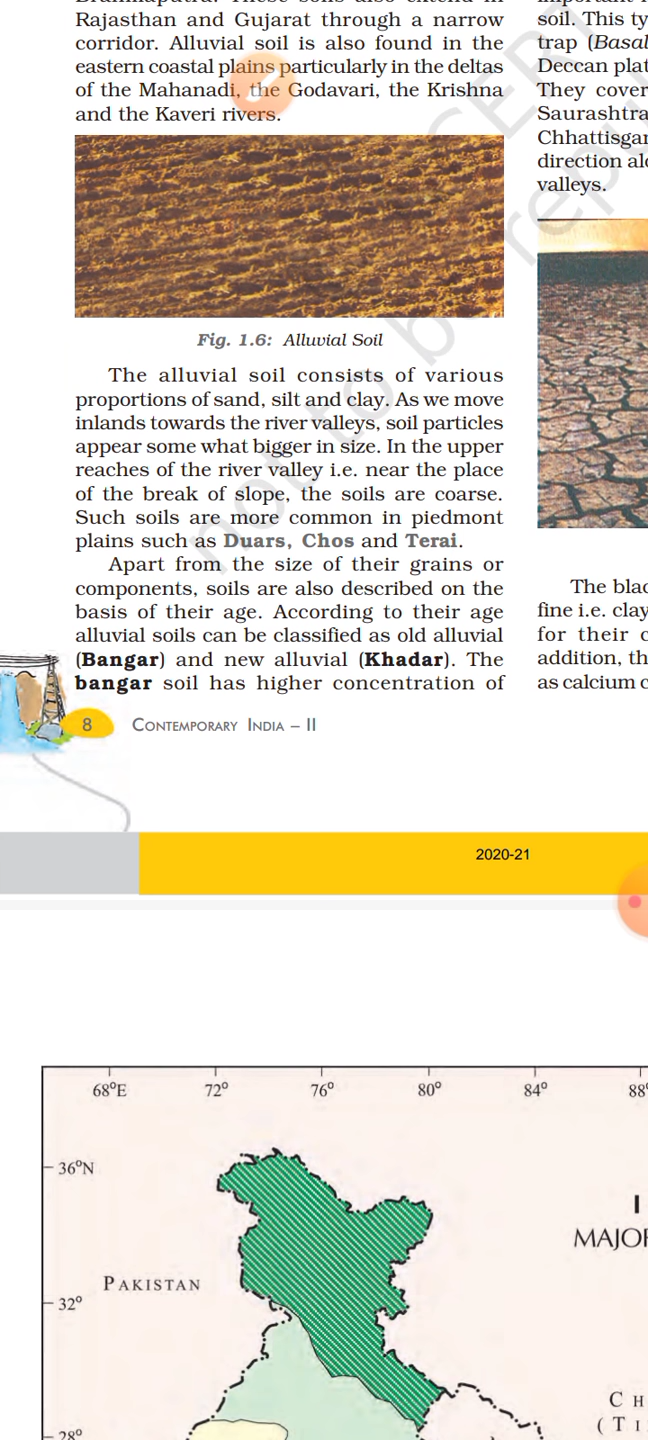 Rajasthan and Gujarat through a narrow
corridor. Alluvial soil is also found in the
eastern coastal plains particularly in the deltas
of the Mahanadi, the Godavari, the Krishna
and the Kaveri rivers.
Fig. 1.6: Alluvial Soil
The alluvial soil consists of various
proportions of sand, silt and clay. As we move
inlands towards the river valleys, soil particles
appear some what bigger in size. In the upper
reaches of the river valley i.e. near the place
of the break of slope, the soils are coarse.
Such soils are more common in piedmont
plains such as Duars, Chos and Terai.
Apart from the size of their grains or
components, soils are also described on the
basis of their age. According to their age
alluvial soils can be classified as old alluvial
(Bangar) and new alluvial (Khadar). The
bangar soil has higher concentration of
soil. This ty
trap (Basal
Deccan plat
They cover
Saurashtra
Chhattisgar
direction alo
valleys.
The blac
fine i.e. clay
for their c
addition, th
as calcium c
8 CONTEMPORARY INDIA – II
2020-21
not to b
repu
CERT
68°E 72° 76° 80° 84° 88°
36°N
I
MAJOR
PAKISTAN
32°
CH
(TI
28°